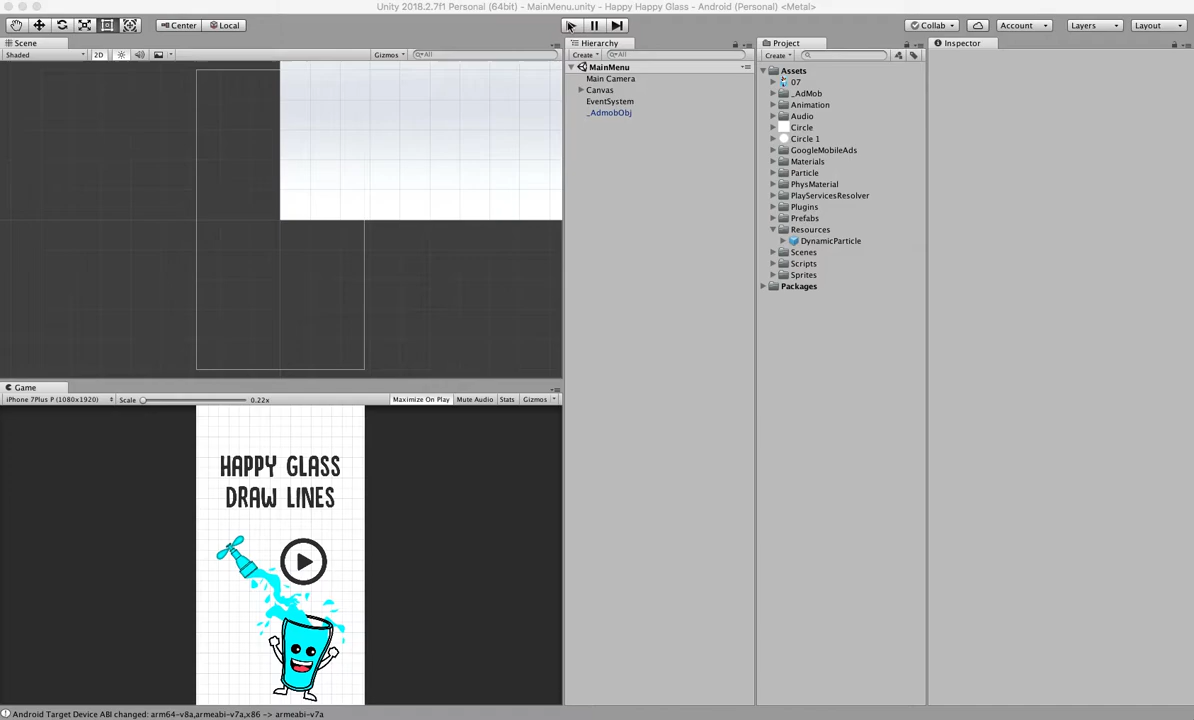 Unity 2018.2.7f1 Personal (64bit) - MainMenu.unity - Happy Happy Glass - Android (Personal) <Metal>
Center Local Collab Account Layers Layout
Scene
Shaded 2D Gizmos All
Hierarchy
Create All
MainMenu
Main Camera
Canvas
EventSystem
_AdmobObj
Project
Create
Assets
07
_AdMob
Animation
Audio
Circle
Circle 1
GoogleMobileAds
Materials
Particle
PhysMaterial
PlayServicesResolver
Plugins
Prefabs
Resources
DynamicParticle
Scenes
Scripts
Sprites
Packages
Inspector
Game
iPhone 7Plus P (1080x1920) Scale 0.22x Maximize On Play Mute Audio Stats Gizmos
HAPPY GLASS
DRAW LINES
Android Target Device ABI changed: arm64-v8a,armeabi-v7a,x86 -> armeabi-v7a